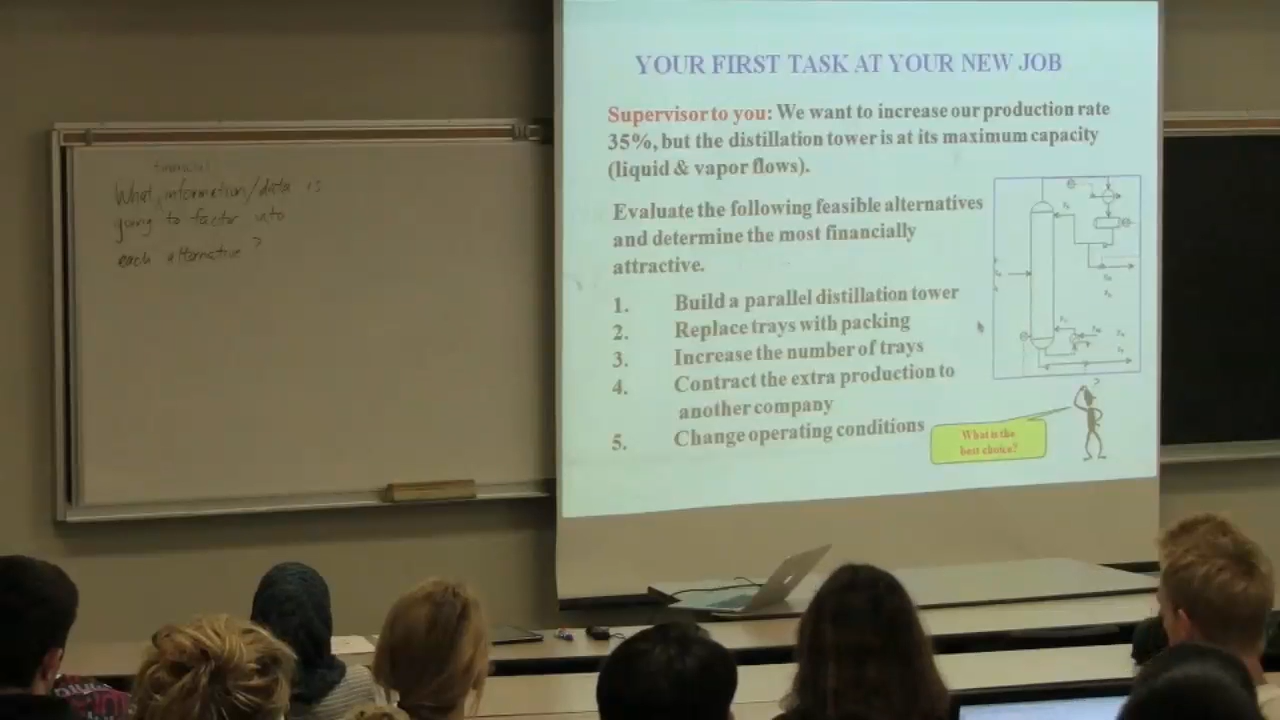 financial
What, information/data is
going to factor into
each alternative?
YOUR FIRST TASK AT YOUR NEW JOB
Supervisor to you: We want to increase our production rate
35%, but the distillation tower is at its maximum capacity
(liquid & vapor flows).
Evaluate the following feasible alternatives
and determine the most financially
attractive.
1. Build a parallel distillation tower
2. Replace trays with packing
3. Increase the number of trays
4. Contract the extra production to
another company
5. Change operating conditions
What is the
best choice?
?